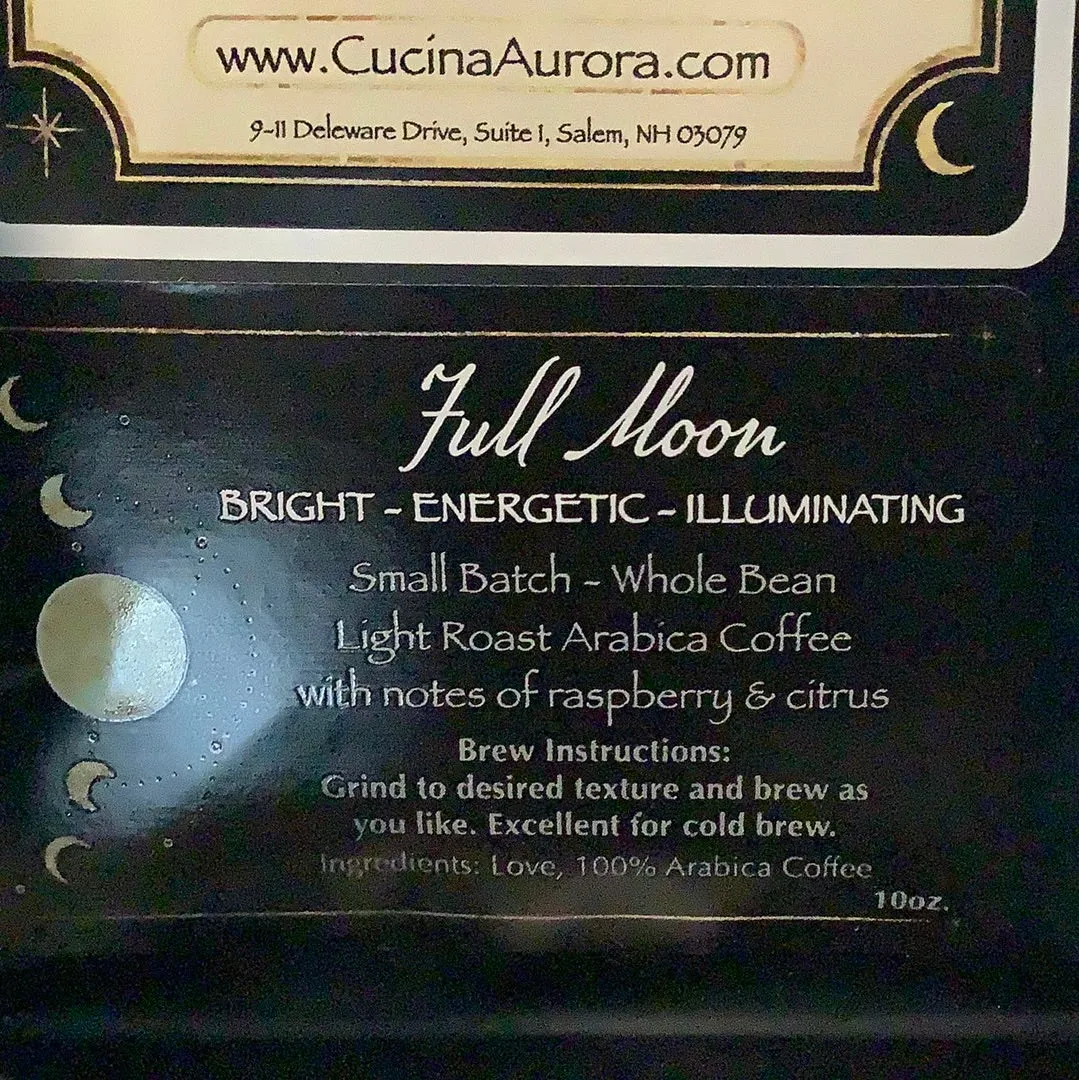 www.CucinaAurora.com
9-11 Deleware Drive, Suite 1, Salem, NH 03079
Full Moon
BRIGHT - ENERGETIC - ILLUMINATING
Small Batch - Whole Bean
Light Roast Arabica Coffee
with notes of raspberry & citrus
Brew Instructions:
Grind to desired texture and brew as
you like. Excellent for cold brew.
Ingredients: Love, 100% Arabica Coffee
10oz.